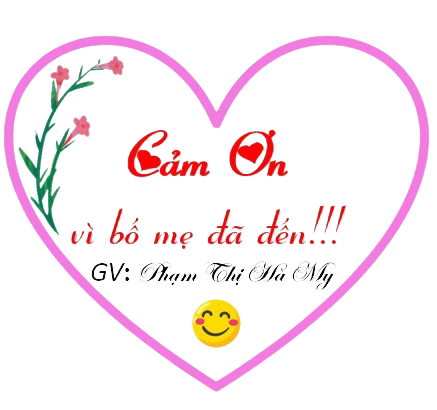 Cảm Ơn
vì bố mẹ đã đến!!!
GV: Phạm Thị Hà My